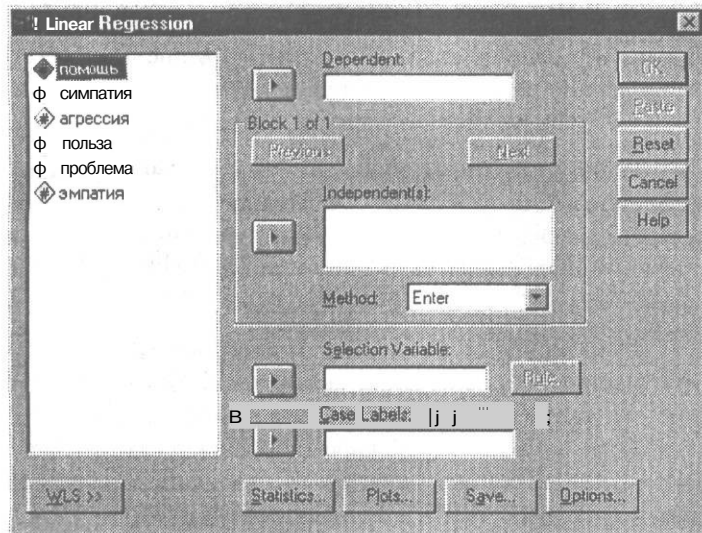 ! Linear Regression
помощь
ф симпатия
агрессия
ф польза
ф проблема
эмпатия
WLS >>
Dependent:
Block 1 of 1
Previous
Next
Independent(s):
Method:
Enter
Selection Variable:
Rule...
В Case Labels: |j j ''' ;
Statistics...
Plots...
Save...
Options...
OK
Paste
Reset
Cancel
Help